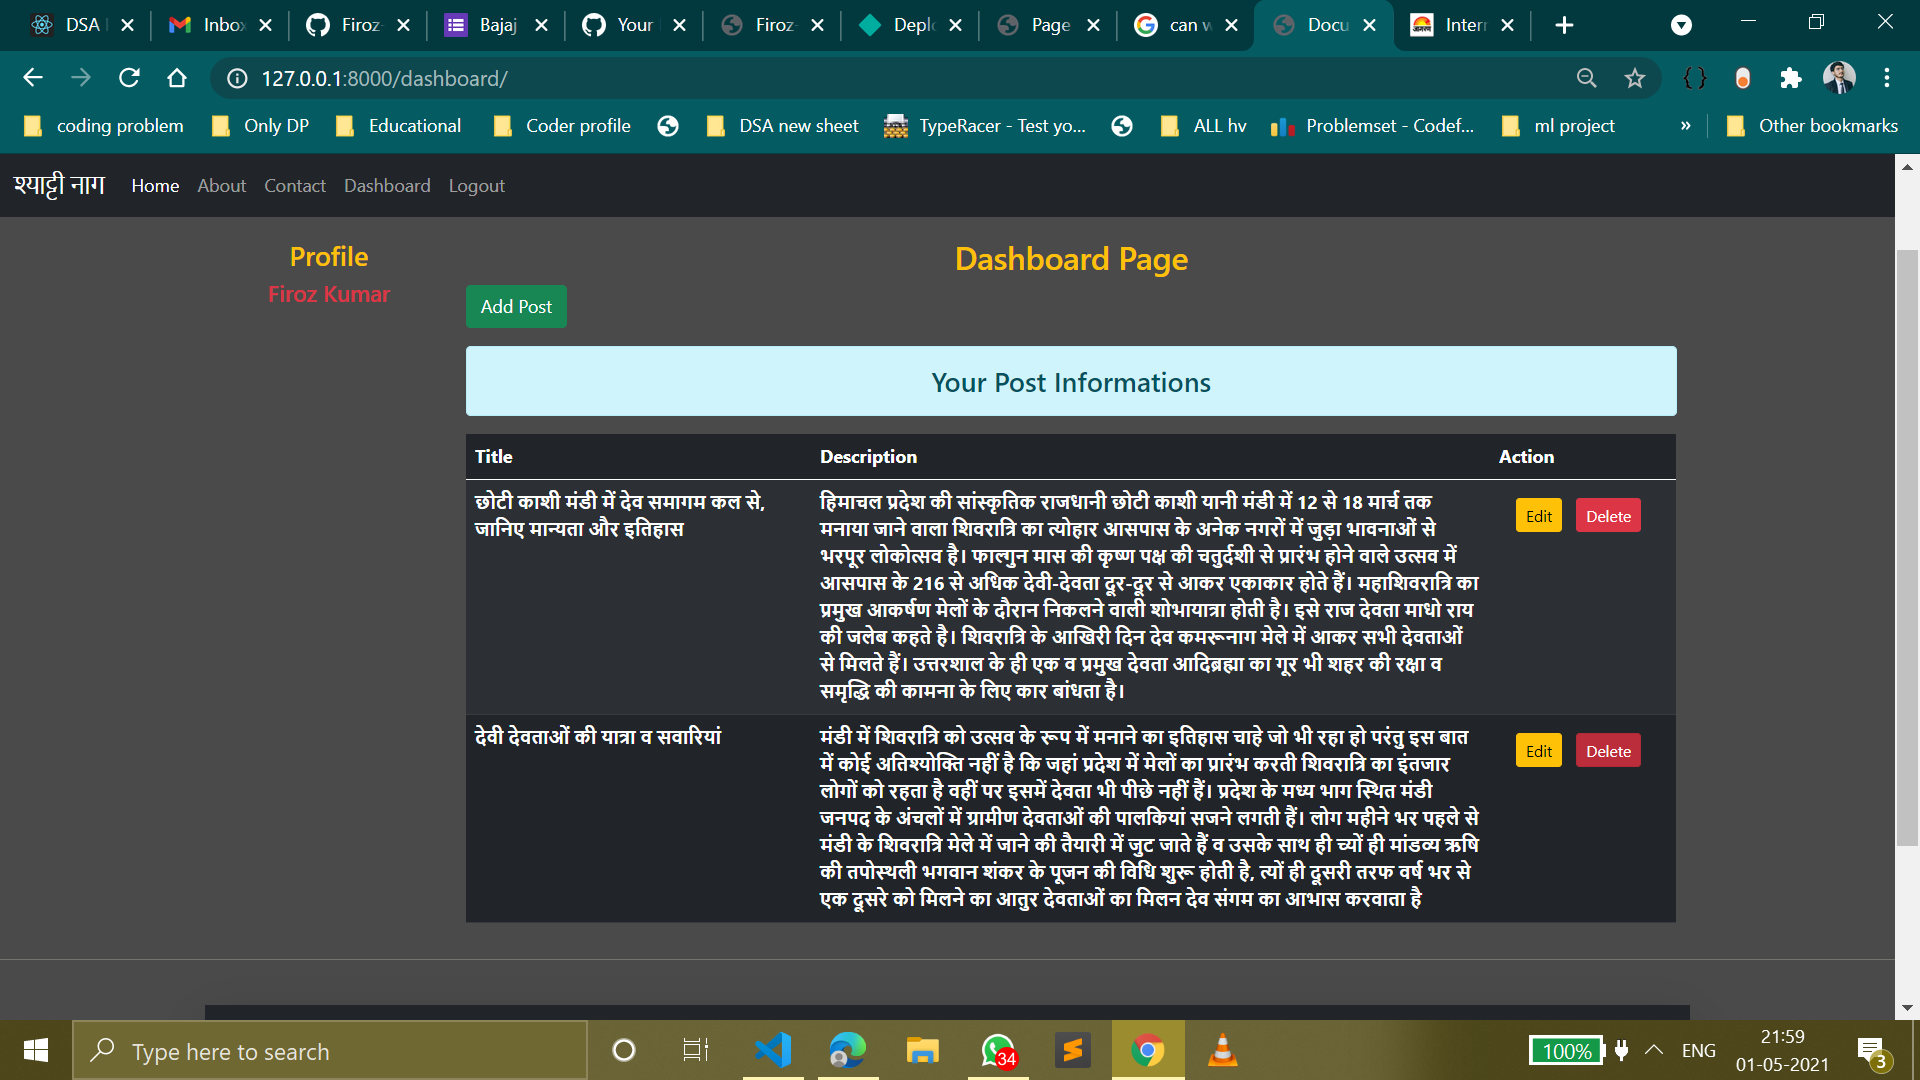 DSA Inbox Firoz- Bajaj Your Firoz- Deplo Page can w Docu Intern
127.0.0.1:8000/dashboard/
coding problem Only DP Educational Coder profile DSA new sheet TypeRacer - Test yo... ALL hv Problemset - Codef... ml project » Other bookmarks
श्याट्टी नाग Home About Contact Dashboard Logout
Profile
Firoz Kumar
Dashboard Page
Add Post
Your Post Informations
Title Description Action
छोटी काशी मंडी में देव समागम कल से,
जानिए मान्यता और इतिहास
हिमाचल प्रदेश की सांस्कृतिक राजधानी छोटी काशी यानी मंडी में 12 से 18 मार्च तक
मनाया जाने वाला शिवरात्रि का त्योहार आसपास के अनेक नगरों में जुड़ा भावनाओं से
भरपूर लोकोत्सव है। फाल्गुन मास की कृष्ण पक्ष की चतुर्दशी से प्रारंभ होने वाले उत्सव में
आसपास के 216 से अधिक देवी-देवता दूर-दूर से आकर एकाकार होते हैं। महाशिवरात्रि का
प्रमुख आकर्षण मेलों के दौरान निकलने वाली शोभायात्रा होती है। इसे राज देवता माधो राय
की जलेब कहते है। शिवरात्रि के आखिरी दिन देव कमरूनाग मेले में आकर सभी देवताओं
से मिलते हैं। उत्तरशाल के ही एक व प्रमुख देवता आदिब्रह्मा का गूर भी शहर की रक्षा व
समृद्धि की कामना के लिए कार बांधता है।
Edit Delete
देवी देवताओं की यात्रा व सवारियां
मंडी में शिवरात्रि को उत्सव के रूप में मनाने का इतिहास चाहे जो भी रहा हो परंतु इस बात
में कोई अतिश्योक्ति नहीं है कि जहां प्रदेश में मेलों का प्रारंभ करती शिवरात्रि का इंतजार
लोगों को रहता है वहीं पर इसमें देवता भी पीछे नहीं हैं। प्रदेश के मध्य भाग स्थित मंडी
जनपद के अंचलों में ग्रामीण देवताओं की पालकियां सजने लगती हैं। लोग महीने भर पहले से
मंडी के शिवरात्रि मेले में जाने की तैयारी में जुट जाते हैं व उसके साथ ही च्यों ही मांडव्य ऋषि
की तपोस्थली भगवान शंकर के पूजन की विधि शुरू होती है, त्यों ही दूसरी तरफ वर्ष भर से
एक दूसरे को मिलने का आतुर देवताओं का मिलन देव संगम का आभास करवाता है
Edit Delete
Type here to search
34
100% ENG
21:59
01-05-2021
3